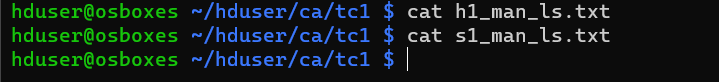 hduser@osboxes ~/hduser/ca/tc1 $ cat h1_man_ls.txt
hduser@osboxes ~/hduser/ca/tc1 $ cat s1_man_ls.txt
hduser@osboxes ~/hduser/ca/tc1 $